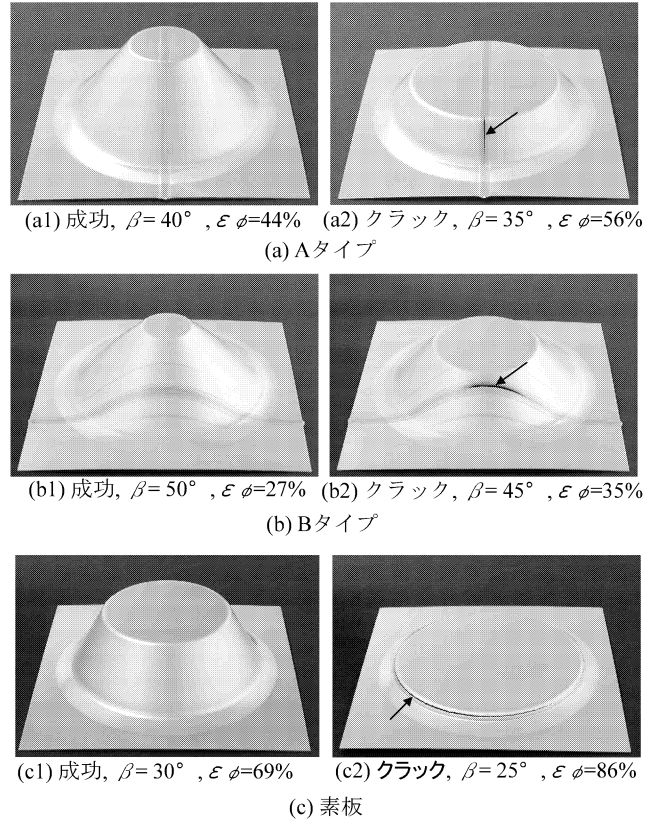 (a1) 成功, β= 40° , ε φ=44%
(a2) クラック, β= 35° , ε φ=56%
(a) Aタイプ
(b1) 成功, β= 50° , ε φ=27%
(b2) クラック, β= 45° , ε φ=35%
(b) Bタイプ
(c1) 成功, β= 30° , ε φ=69%
(c2) クラック, β= 25° , ε φ=86%
(c) 素板